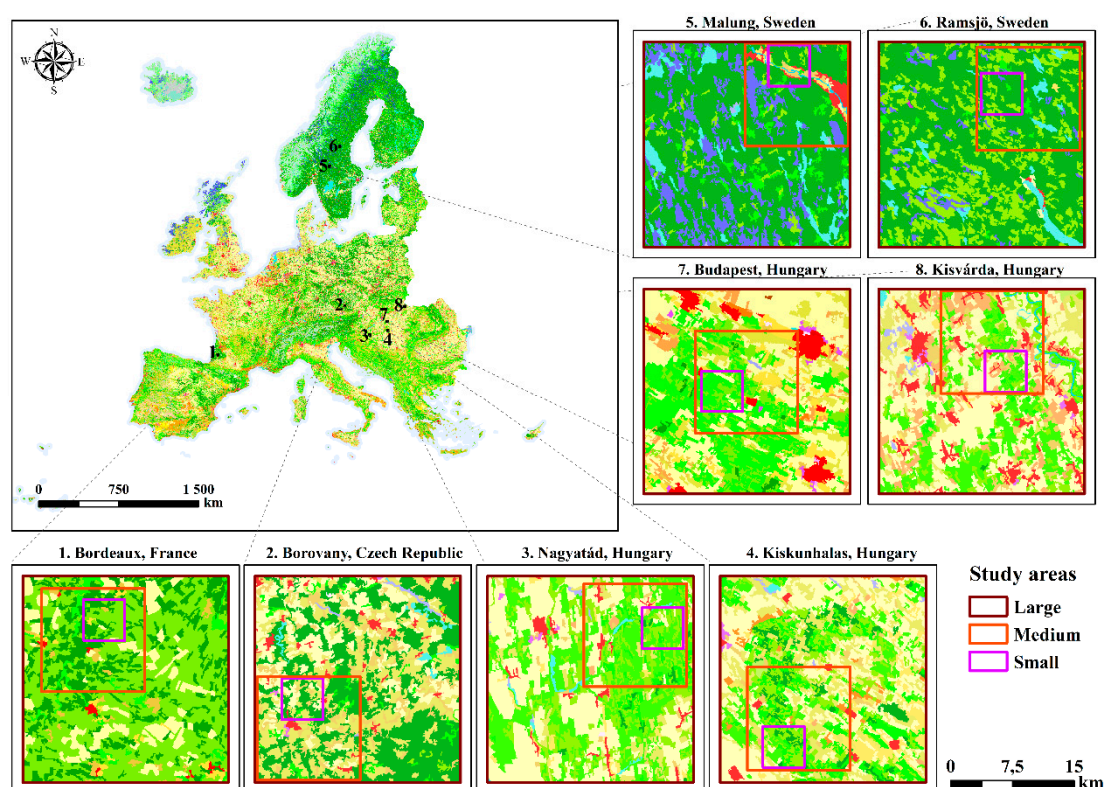 N
W E
S
5. Malung, Sweden
6. Ramsjö, Sweden
6
5
2
8
7
3
4
1
0 750 1 500
km
7. Budapest, Hungary
8. Kisvárda, Hungary
1. Bordeaux, France
2. Borovany, Czech Republic
3. Nagyatád, Hungary
4. Kiskunhalas, Hungary
Study areas
Large
Medium
Small
0 7,5 15
km